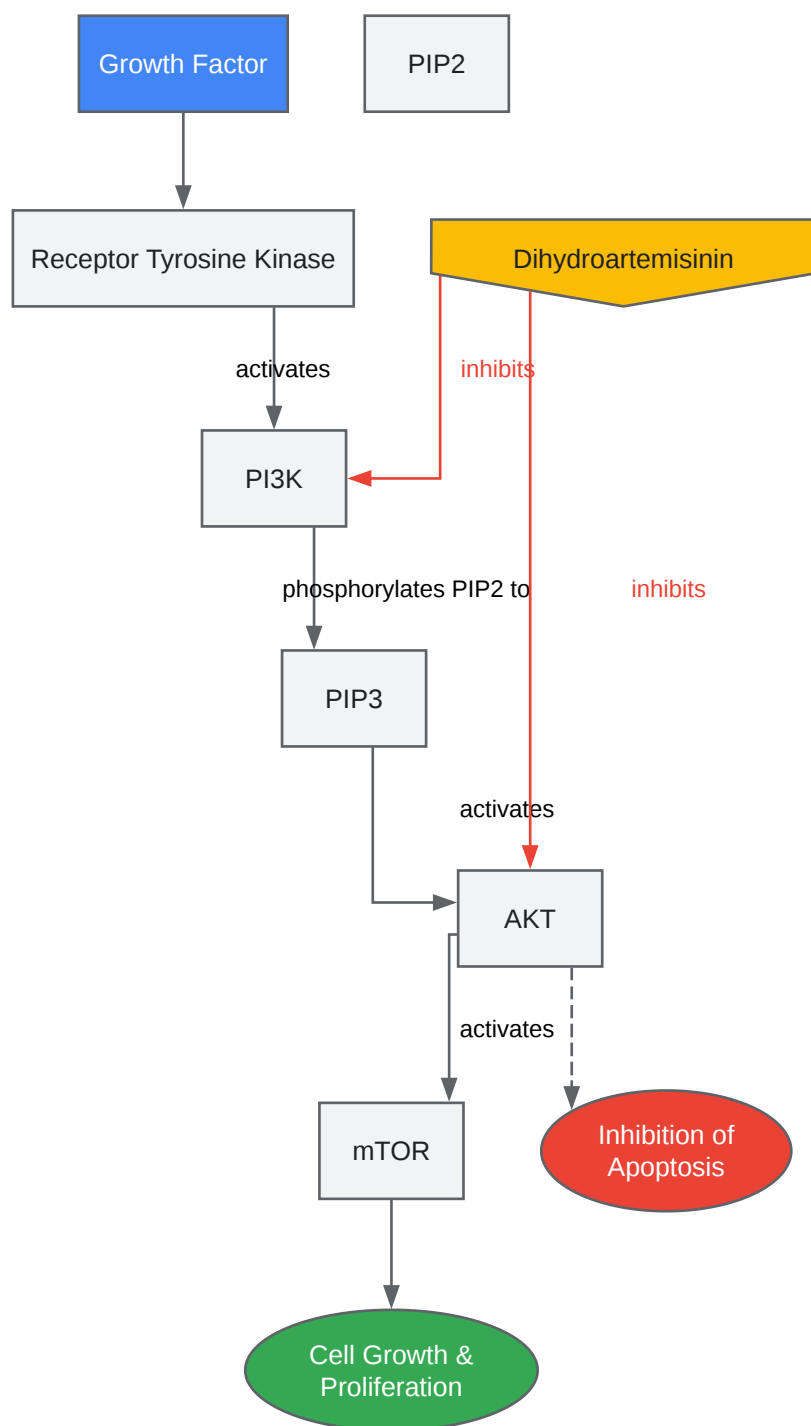 Growth Factor
PIP2
Receptor Tyrosine Kinase
Dihydroartemisinin
activates
inhibits
PI3K
phosphorylates PIP2 to
inhibits
PIP3
activates
AKT
activates
mTOR
Inhibition of
Apoptosis
Cell Growth &
Proliferation